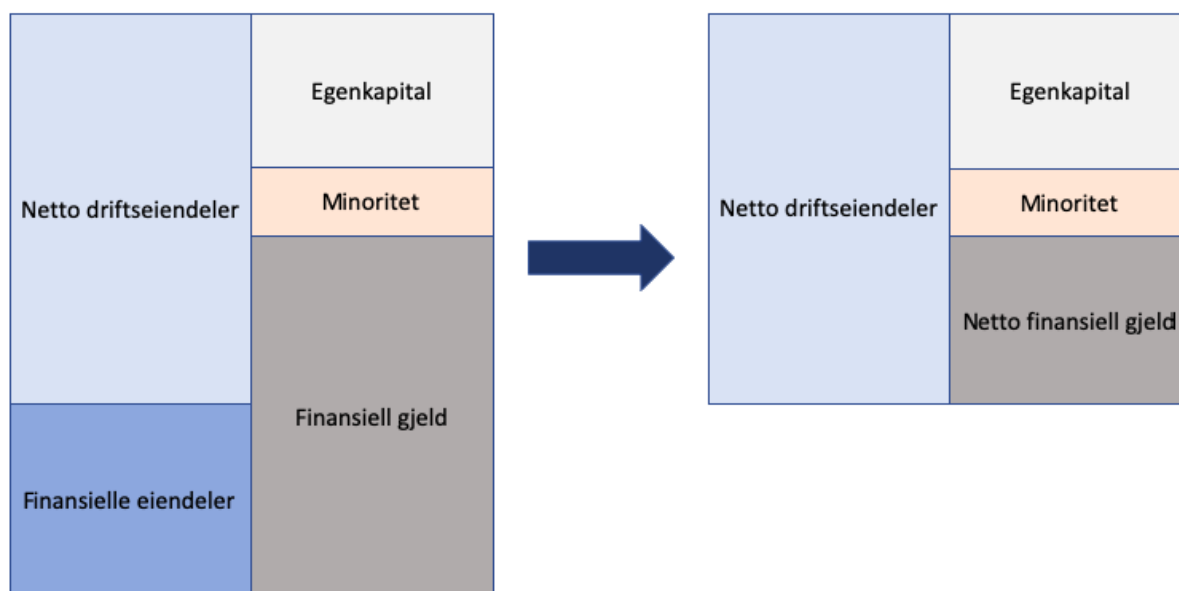 Netto driftseiendeler
Egenkapital
Minoritet
Finansielle eiendeler
Finansiell gjeld
Netto driftseiendeler
Egenkapital
Minoritet
Netto finansiell gjeld